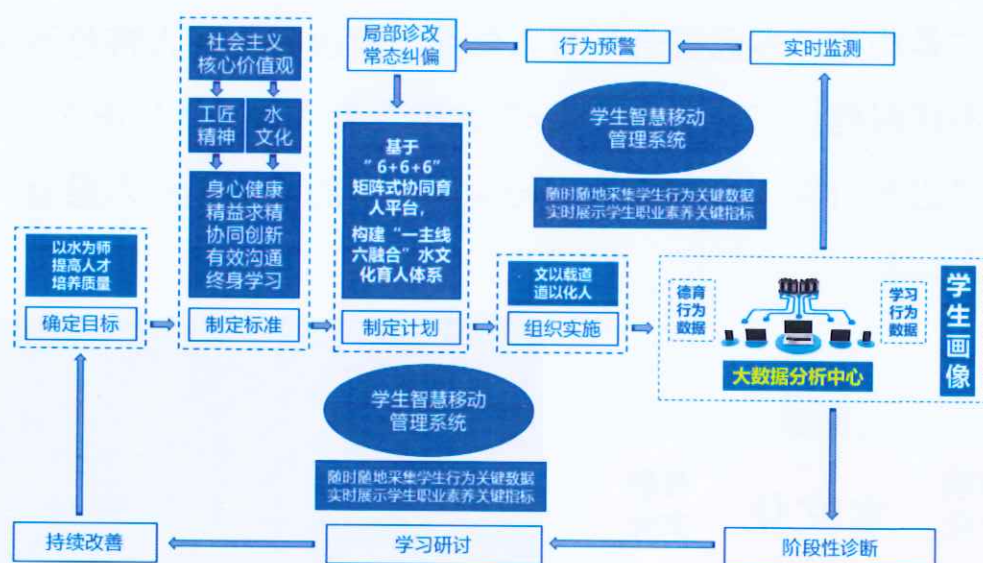 社会主义
核心价值观
工匠
精神
水
文化
身心健康
精益求精
协同创新
有效沟通
终身学习
制定标准
局部诊改
常态纠偏
行为预警
实时监测
学生智慧移动
管理系统
随时随地采集学生行为关键数据
实时展示学生职业素养关键指标
基于
“6+6+6”
矩阵式协同育
人平台,
构建“一主线
六融合”水文
化育人体系
制定计划
以水为师
提高人才
培养质量
确定目标
文以载道
道以化人
组织实施
德育
行为
数据
学习
行为
数据
大数据分析中心
学生画像
学生智慧移动
管理系统
随时随地采集学生行为关键数据
实时展示学生职业素养关键指标
持续改善
学习研讨
阶段性诊断